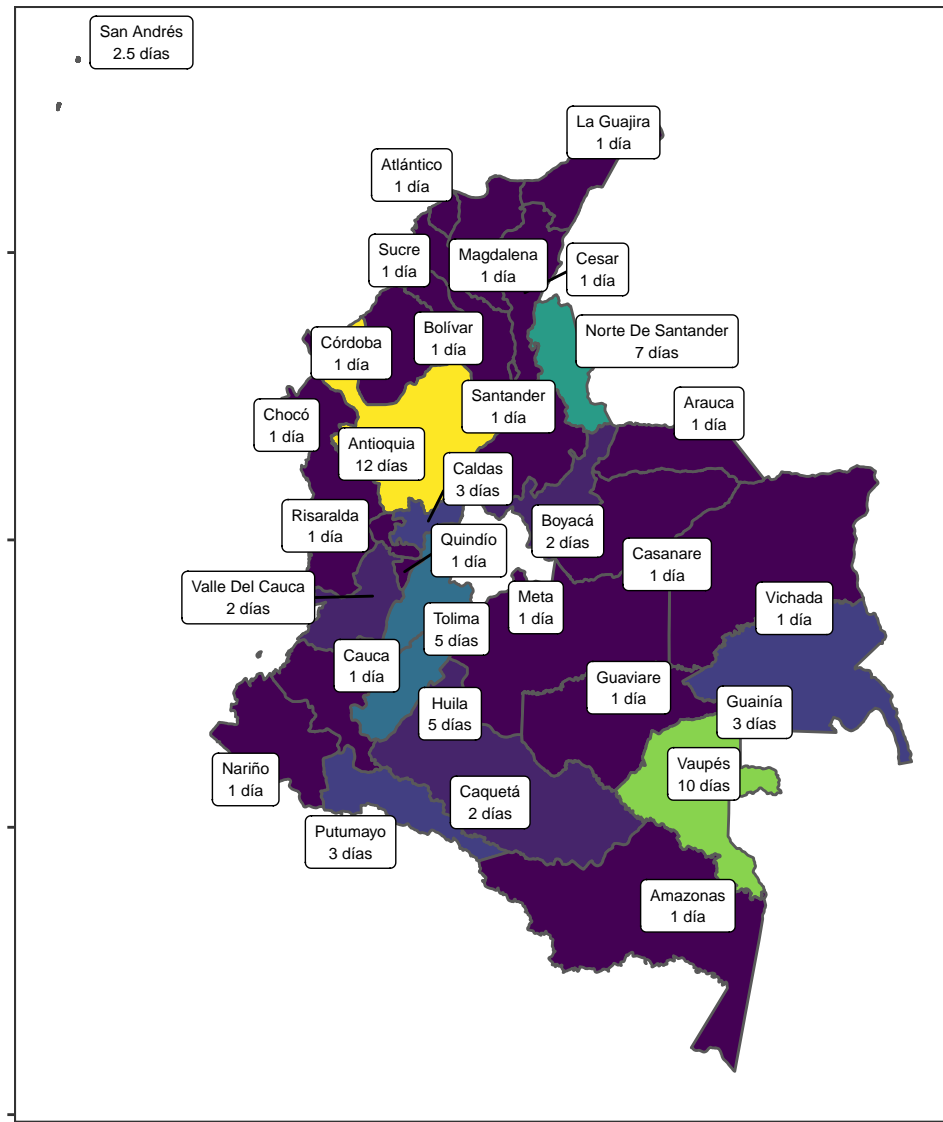 San Andrés
2.5 días
La Guajira
1 día
Atlántico
1 día
Sucre
1 día
Magdalena
1 día
Cesar
1 día
Córdoba
1 día
Bolívar
1 día
Norte De Santander
7 días
Chocó
1 día
Antioquia
12 días
Santander
1 día
Arauca
1 día
Caldas
3 días
Risaralda
1 día
Quindío
1 día
Boyacá
2 días
Casanare
1 día
Valle Del Cauca
2 días
Meta
1 día
Vichada
1 día
Tolima
5 días
Cauca
1 día
Huila
5 días
Guaviare
1 día
Guainía
3 días
Nariño
1 día
Vaupés
10 días
Caquetá
2 días
Putumayo
3 días
Amazonas
1 día